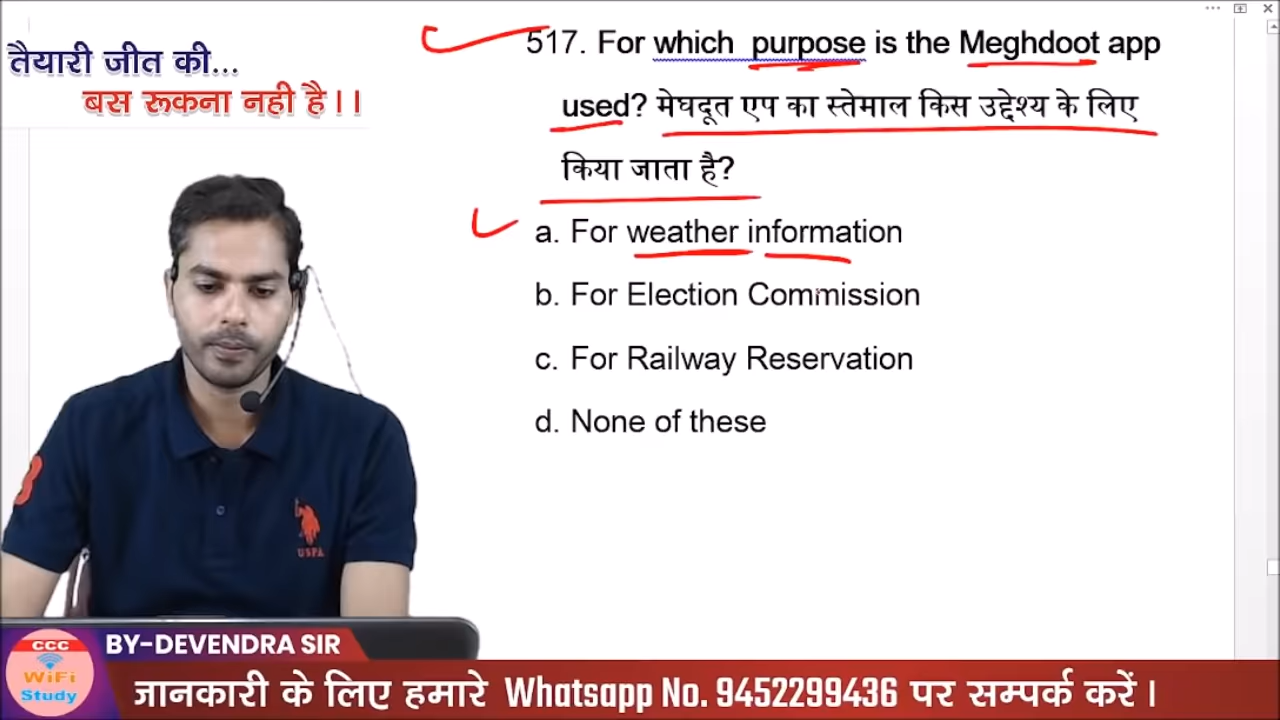 तैयारी जीत की...
बस रूकना नही है।।
517. For which purpose is the Meghdoot app
used? मेघदूत एप का स्तेमाल किस उद्देश्य के लिए
किया जाता है?
a. For weather information
b. For Election Commission
c. For Railway Reservation
d. None of these
3
USPA
CCC
WiFi
Study
BY-DEVENDRA SIR
जानकारी के लिए हमारे Whatsapp No. 9452299436 पर सम्पर्क करें।